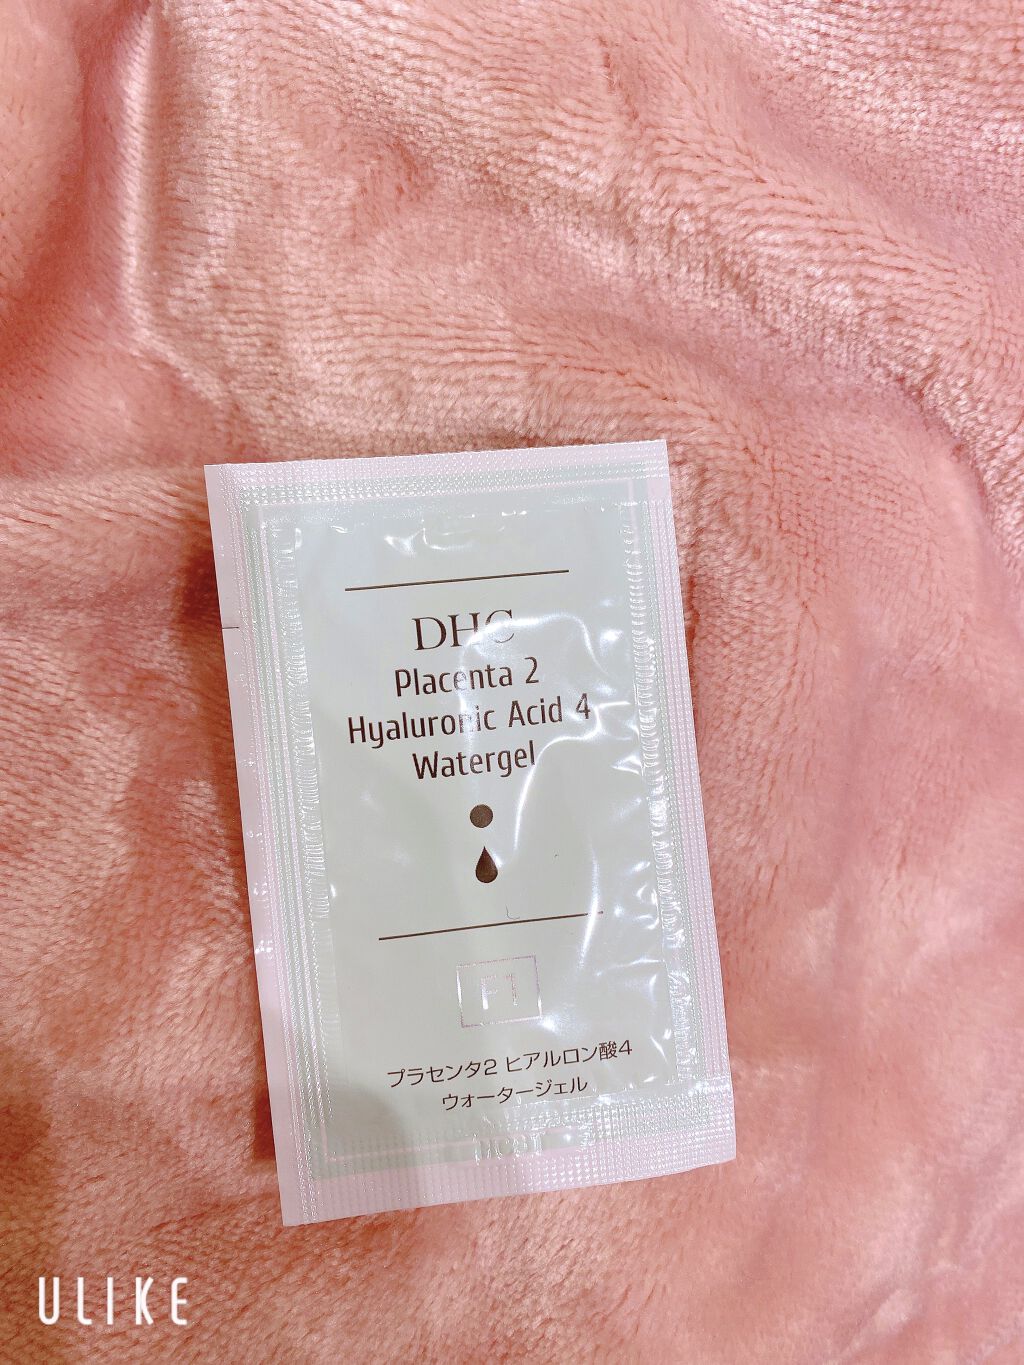 DHC
Placenta 2
Hyaluronic Acid 4
Watergel
F1
プラセンタ2 ヒアルロン酸4
ウォータージェル
ULIKE